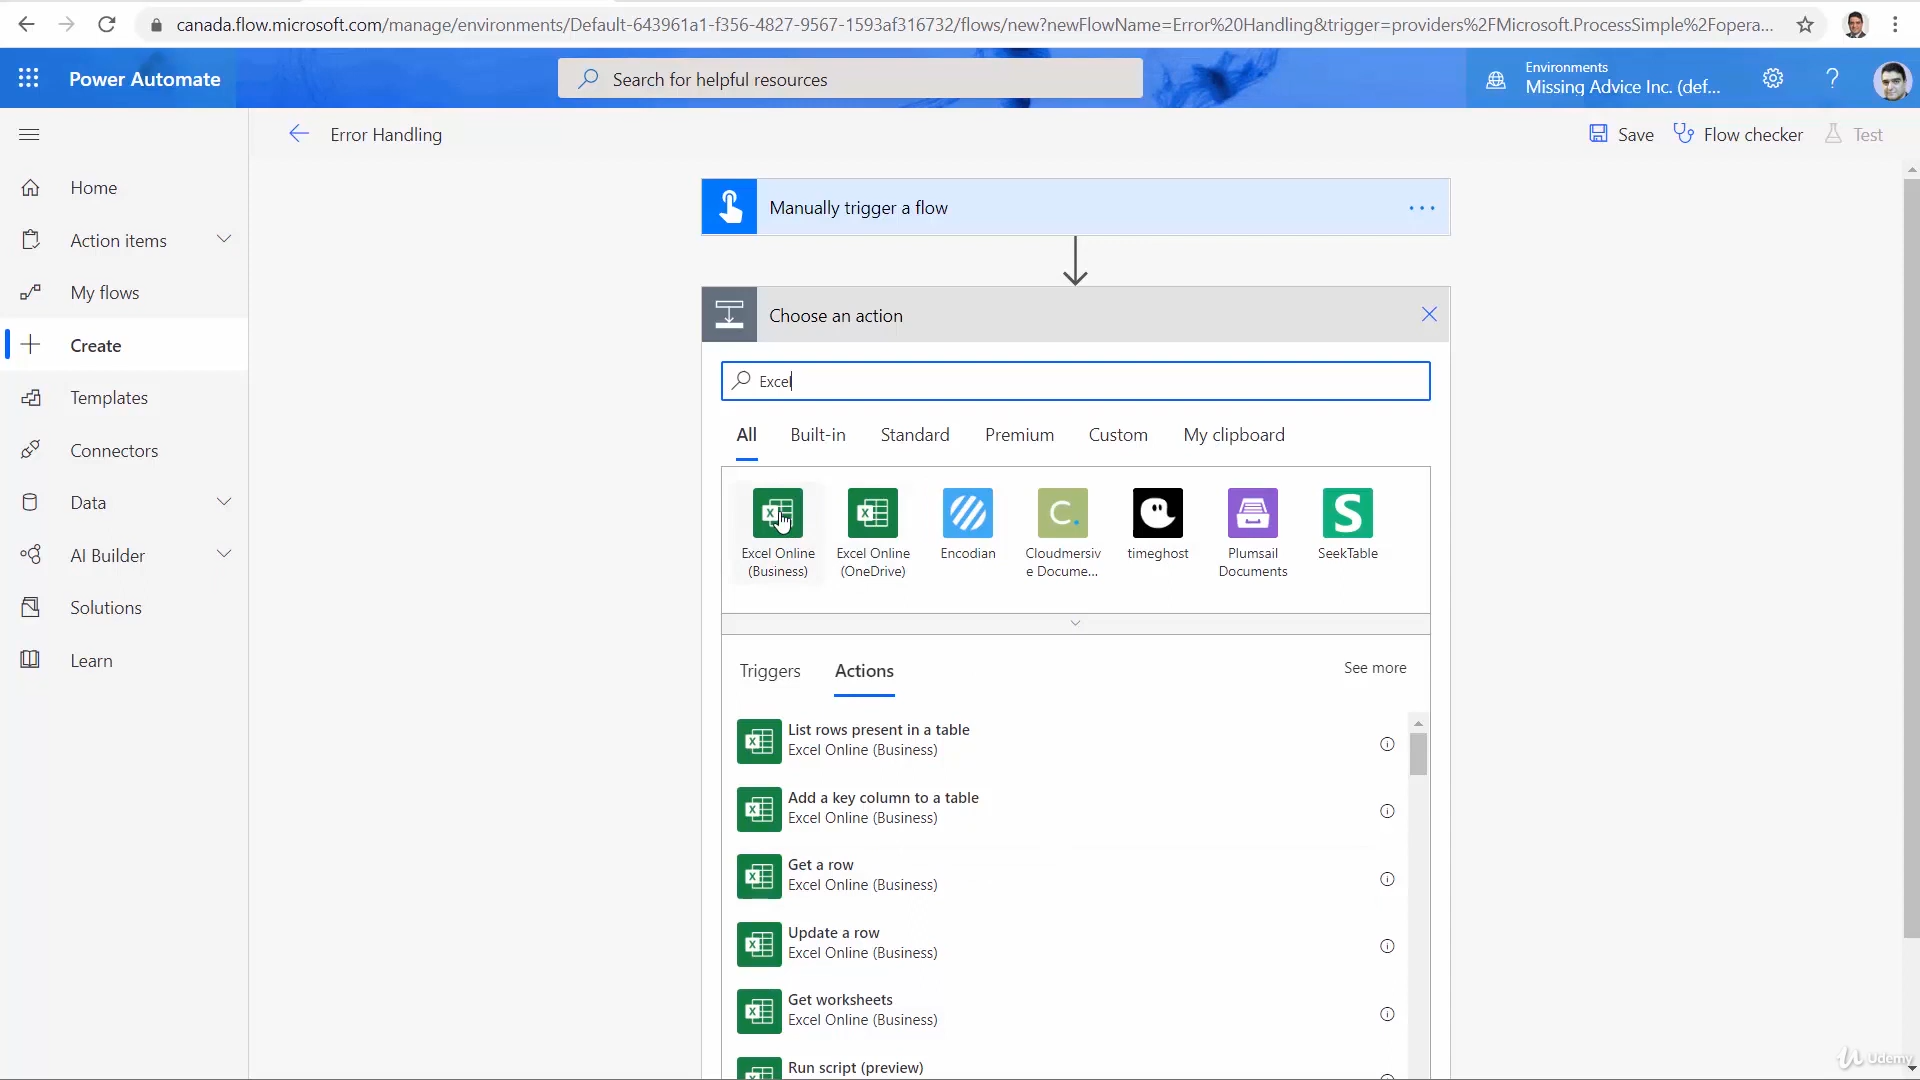 canada.flow.microsoft.com/manage/environments/Default-643961a1-f356-4827-9567-1593af316732/flows/new?newFlowName=Error%20Handling&trigger=providers%2FMicrosoft.ProcessSimple%2Fopera...
Power Automate
Search for helpful resources
Environments
Missing Advice Inc. (def...
?
Error Handling
Save
Flow checker
Test
Home
Action items
My flows
Create
Templates
Connectors
Data
AI Builder
Solutions
Learn
Manually trigger a flow
...
Choose an action
Excel
All
Built-in
Standard
Premium
Custom
My clipboard
Excel Online
(Business)
Excel Online
(OneDrive)
Encodian
C.
Cloudmersiv
e Docume...
timeghost
Plumsail
Documents
S
SeekTable
Triggers
Actions
See more
List rows present in a table
Excel Online (Business)
Add a key column to a table
Excel Online (Business)
Get a row
Excel Online (Business)
Update a row
Excel Online (Business)
Get worksheets
Excel Online (Business)
Run script (preview)
Udemy